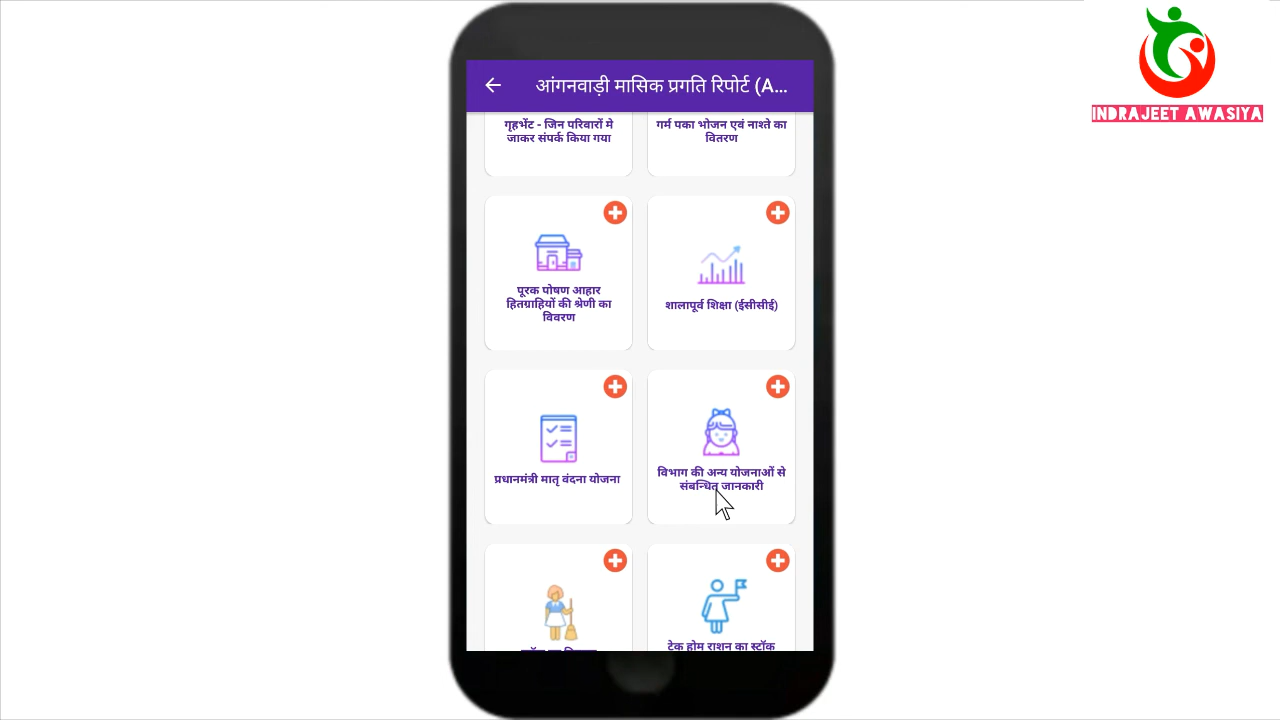 INDRAJEET AWASIYA
आंगनवाड़ी मासिक प्रगति रिपोर्ट (A...
गृहभेंट - जिन परिवारों मे
जाकर संपर्क किया गया
गर्म पका भोजन एवं नाश्ते का
वितरण
पूरक पोषण आहार
हितग्राहियों की श्रेणी का
विवरण
शालापूर्व शिक्षा (ईसीसीई)
प्रधानमंत्री मातृ वंदना योजना
विभाग की अन्य योजनाओं से
संबन्धित जानकारी
टेक होम राशन का स्टॉक